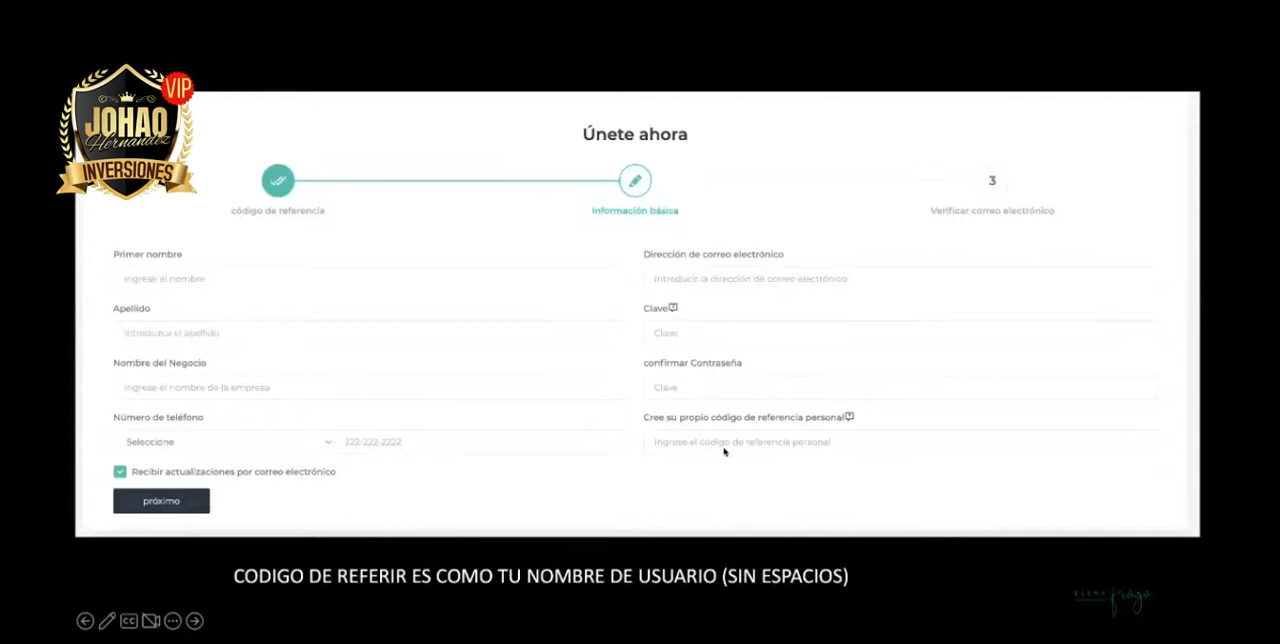 VIP
JOHAO
Hernandez
INVERSIONES
Únete ahora
3
código de referencia
Información básica
Verificar correo electrónico
Primer nombre
Ingrese el nombre
Dirección de correo electrónico
Introducir la dirección de correo electrónico
Apellido
Introduzca el apellido
Clave
Clave
Nombre del Negocio
Ingrese el nombre de la empresa
confirmar Contraseña
Clave
Número de teléfono
Seleccione
222-222-2222
Cree su propio código de referencia personal
Ingrese el código de referencia personal
Recibir actualizaciones por correo electrónico
próximo
CODIGO DE REFERIR ES COMO TU NOMBRE DE USUARIO (SIN ESPACIOS)
ELENA fraga
CC